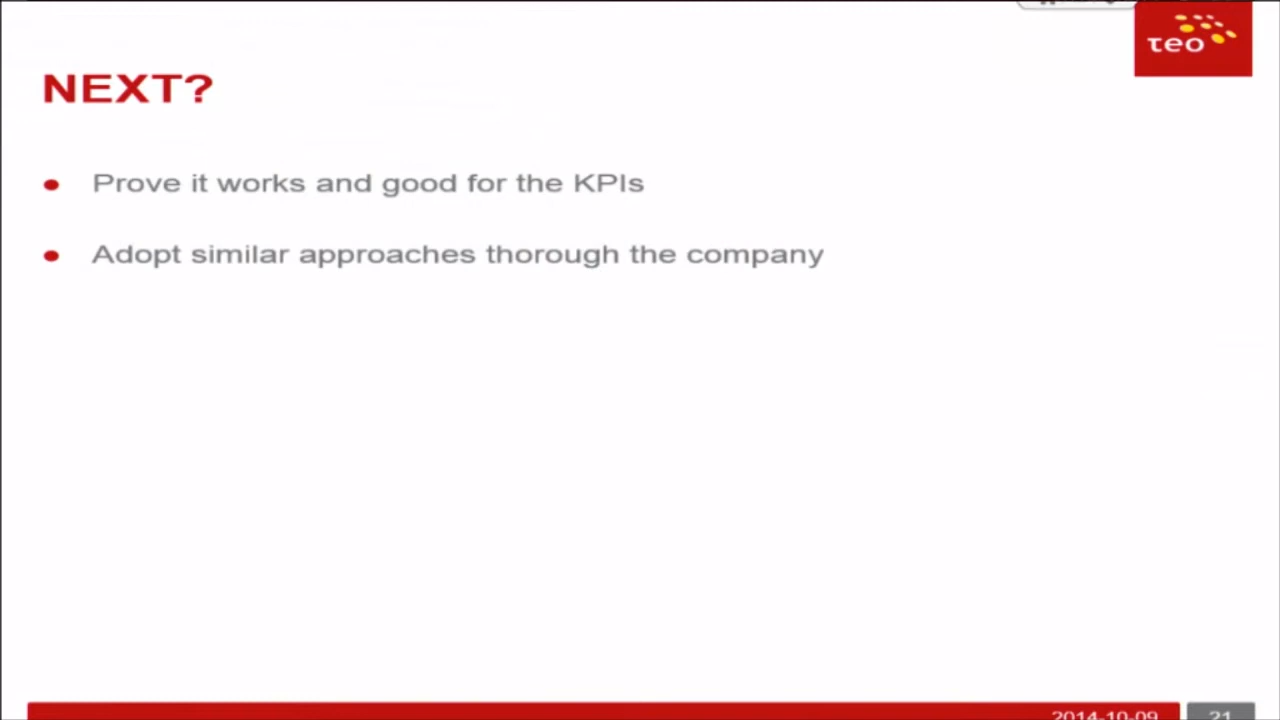 тео
NEXT?
Prove it works and good for the KPIs
Adopt similar approaches thorough the company
2014-10-09
21